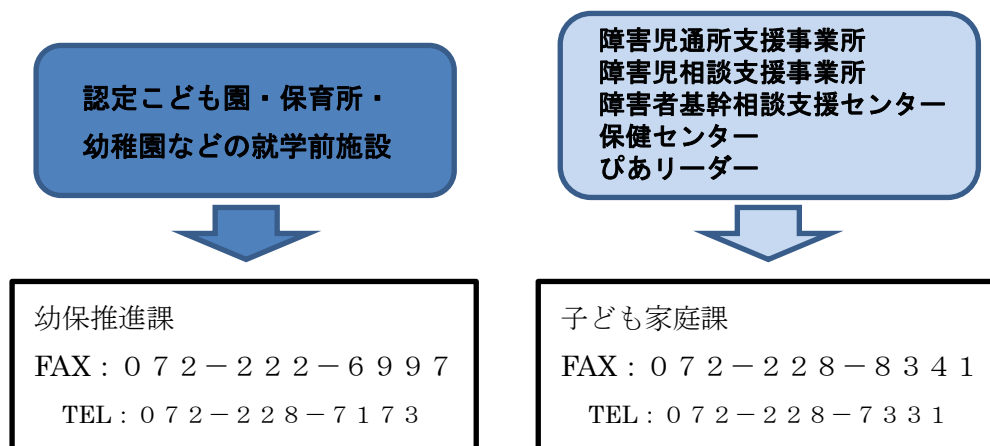 認定こども園・保育所・
幼稚園などの就学前施設
障害児通所支援事業所
障害児相談支援事業所
障害者基幹相談支援センター
保健センター
ぴあリーダー
幼保推進課
FAX：０７２－２２２－６９９７
TEL：０７２－２２８－７１７３
子ども家庭課
FAX：０７２－２２８－８３４１
TEL：０７２－２２８－７３３１